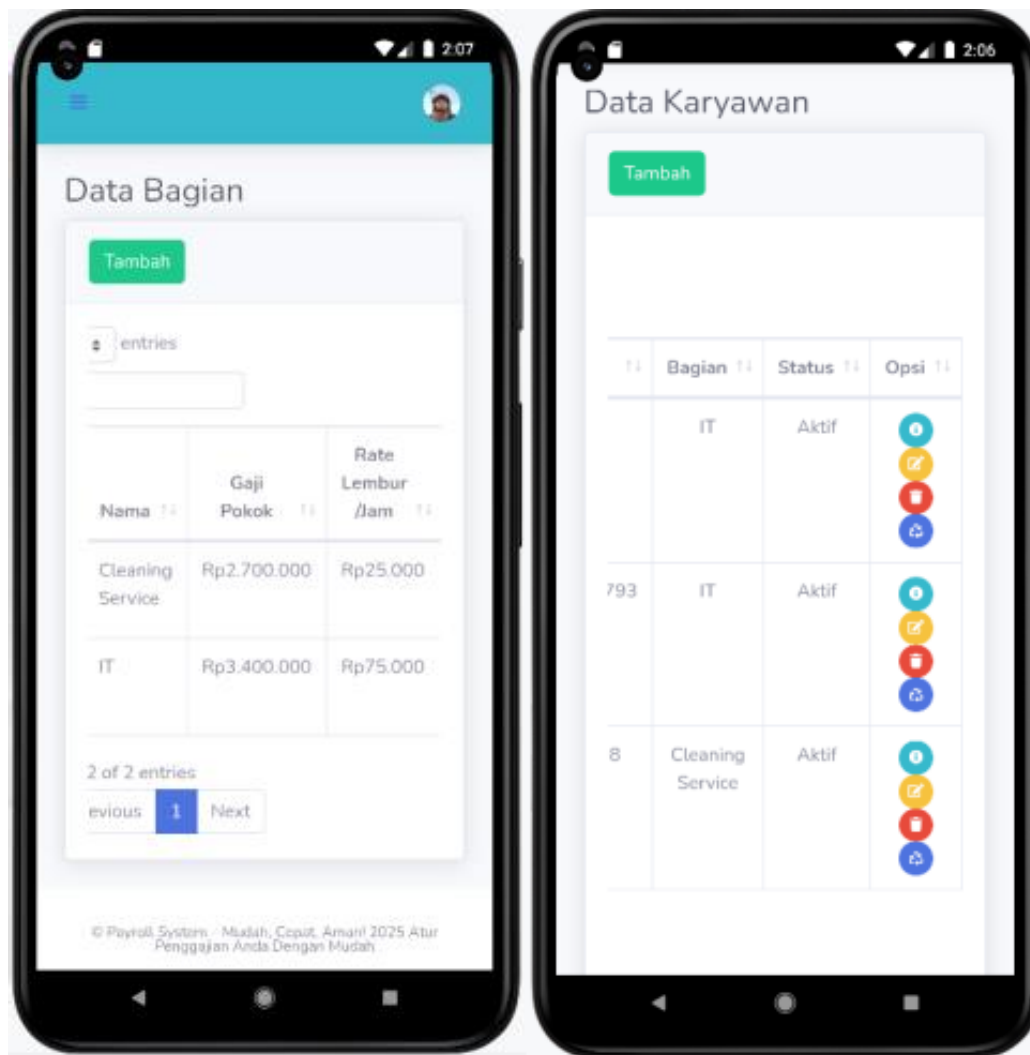 2:07
Data Bagian
Tambah
entries
Nama
Gaji
Pokok
Rate
Lembur
/Jam
Cleaning
Service
Rp2.700.000
Rp25.000
IT
Rp3.400.000
Rp75.000
2 of 2 entries
evious 1 Next
© Payroll System - Mudah, Cepat, Aman! 2025 Atur
Penggajian Anda Dengan Mudah
2:06
Data Karyawan
Tambah
Bagian Status Opsi
IT Aktif
793 IT Aktif
8 Cleaning Aktif
Service